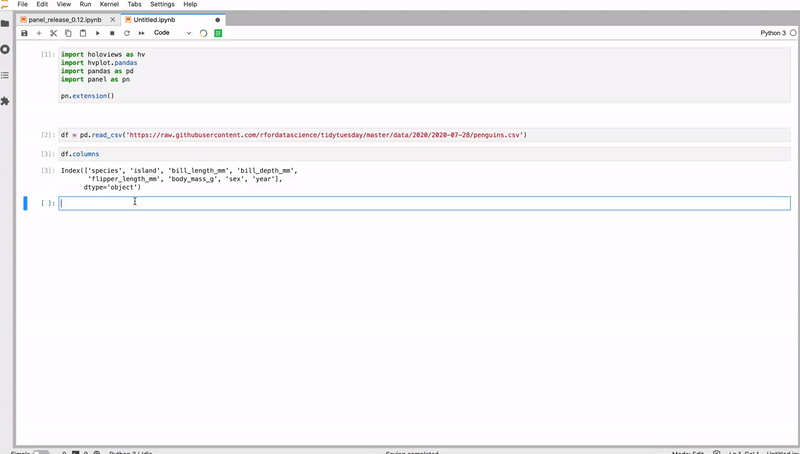 File Edit View Run Kernel Tabs Settings Help
panel_release_0.12.ipynb Untitled.ipynb
Code Python 3
[1]: import holoviews as hv
import hvplot.pandas
import pandas as pd
import panel as pn
pn.extension()
[2]: df = pd.read_csv('https://raw.githubusercontent.com/rfordatascience/tidytuesday/master/data/2020/2020-07-28/penguins.csv')
[3]: df.columns
[3]: Index(['species', 'island', 'bill_length_mm', 'bill_depth_mm',
'flipper_length_mm', 'body_mass_g', 'sex', 'year'],
dtype='object')
[ ]:
Simple 0 Python 3 | Idle Saving completed Mode: Edit Ln 1, Col 1